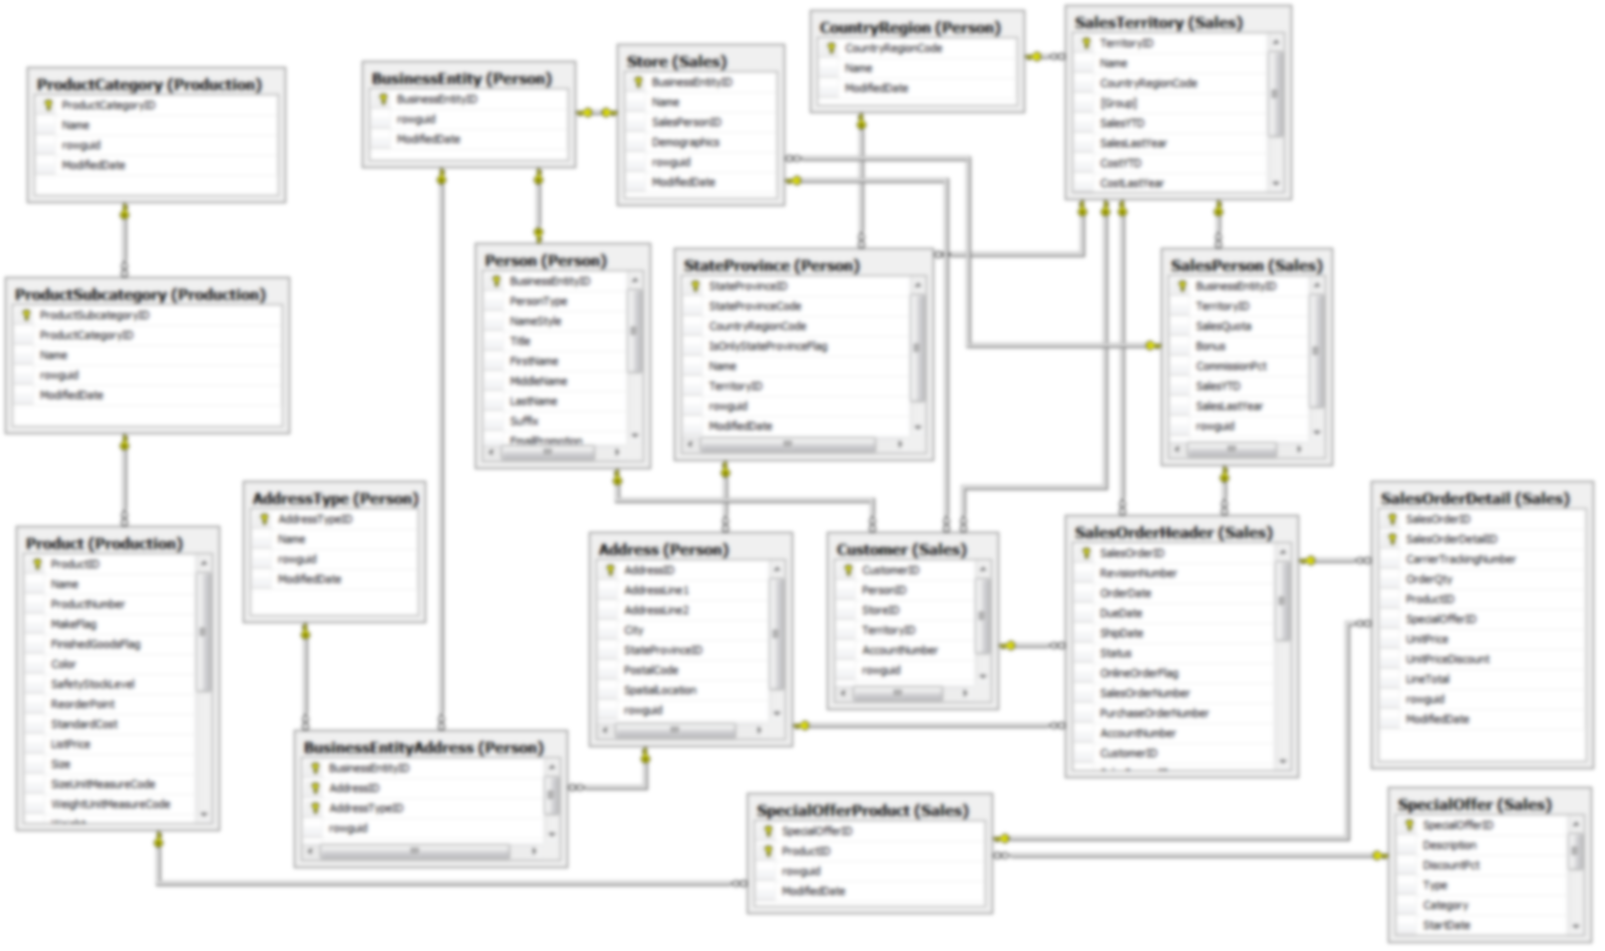 ProductCategory (Production)
ProductCategoryID
Name
rowguid
ModifiedDate
BusinessEntity (Person)
BusinessEntityID
rowguid
ModifiedDate
Store (Sales)
BusinessEntityID
Name
SalesPersonID
Demographics
rowguid
ModifiedDate
CountryRegion (Person)
CountryRegionCode
Name
ModifiedDate
SalesTerritory (Sales)
TerritoryID
Name
CountryRegionCode
[Group]
SalesYTD
SalesLastYear
CostYTD
CostLastYear
ProductSubcategory (Production)
ProductSubcategoryID
ProductCategoryID
Name
rowguid
ModifiedDate
Person (Person)
BusinessEntityID
PersonType
NameStyle
Title
FirstName
MiddleName
LastName
Suffix
EmailPromotion
StateProvince (Person)
StateProvinceID
StateProvinceCode
CountryRegionCode
IsOnlyStateProvinceFlag
Name
TerritoryID
rowguid
ModifiedDate
SalesPerson (Sales)
BusinessEntityID
TerritoryID
SalesQuota
Bonus
CommissionPct
SalesYTD
SalesLastYear
rowguid
Product (Production)
ProductID
Name
ProductNumber
MakeFlag
FinishedGoodsFlag
Color
SafetyStockLevel
ReorderPoint
StandardCost
ListPrice
Size
SizeUnitMeasureCode
WeightUnitMeasureCode
AddressType (Person)
AddressTypeID
Name
rowguid
ModifiedDate
Address (Person)
AddressID
AddressLine1
AddressLine2
City
StateProvinceID
PostalCode
SpatialLocation
rowguid
Customer (Sales)
CustomerID
PersonID
StoreID
TerritoryID
AccountNumber
rowguid
SalesOrderHeader (Sales)
SalesOrderID
RevisionNumber
OrderDate
DueDate
ShipDate
Status
OnlineOrderFlag
SalesOrderNumber
PurchaseOrderNumber
AccountNumber
CustomerID
SalesOrderDetail (Sales)
SalesOrderID
SalesOrderDetailID
CarrierTrackingNumber
OrderQty
ProductID
SpecialOfferID
UnitPrice
UnitPriceDiscount
LineTotal
rowguid
ModifiedDate
BusinessEntityAddress (Person)
BusinessEntityID
AddressID
AddressTypeID
rowguid
SpecialOfferProduct (Sales)
SpecialOfferID
ProductID
rowguid
ModifiedDate
SpecialOffer (Sales)
SpecialOfferID
Description
DiscountPct
Type
Category
StartDate